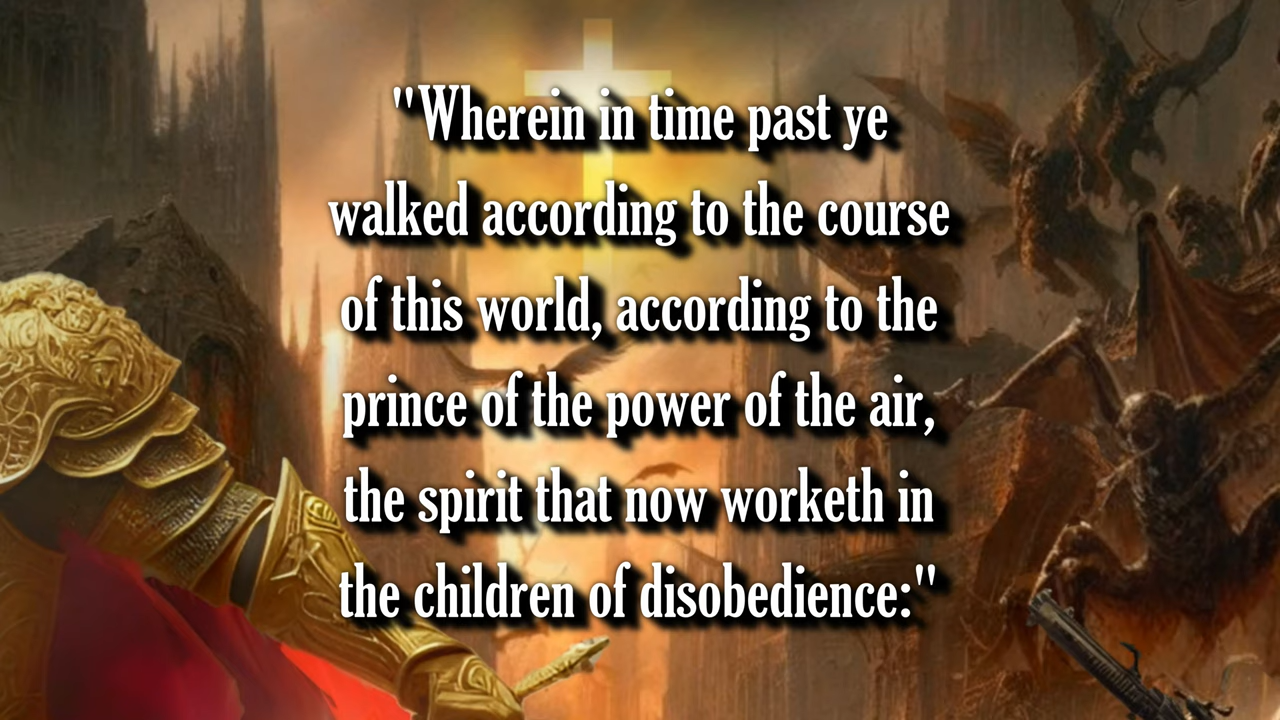 "Wherein in time past ye
walked according to the course
of this world, according to the
prince of the power of the air,
the spirit that now worketh in
the children of disobedience:"